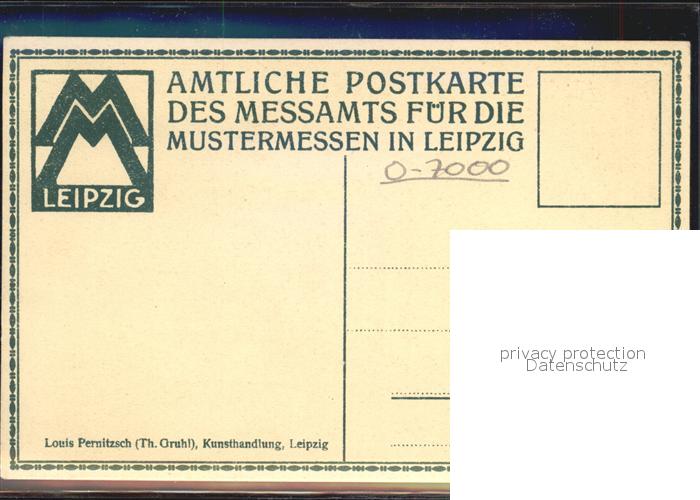 AMTLICHE POSTKARTE
DES MESSAMTS FÜR DIE
MUSTERMESSEN IN LEIPZIG
LEIPZIG
O-7000
privacy protection
Datenschutz
Louis Pernitzsch (Th. Gruhl), Kunsthandlung, Leipzig